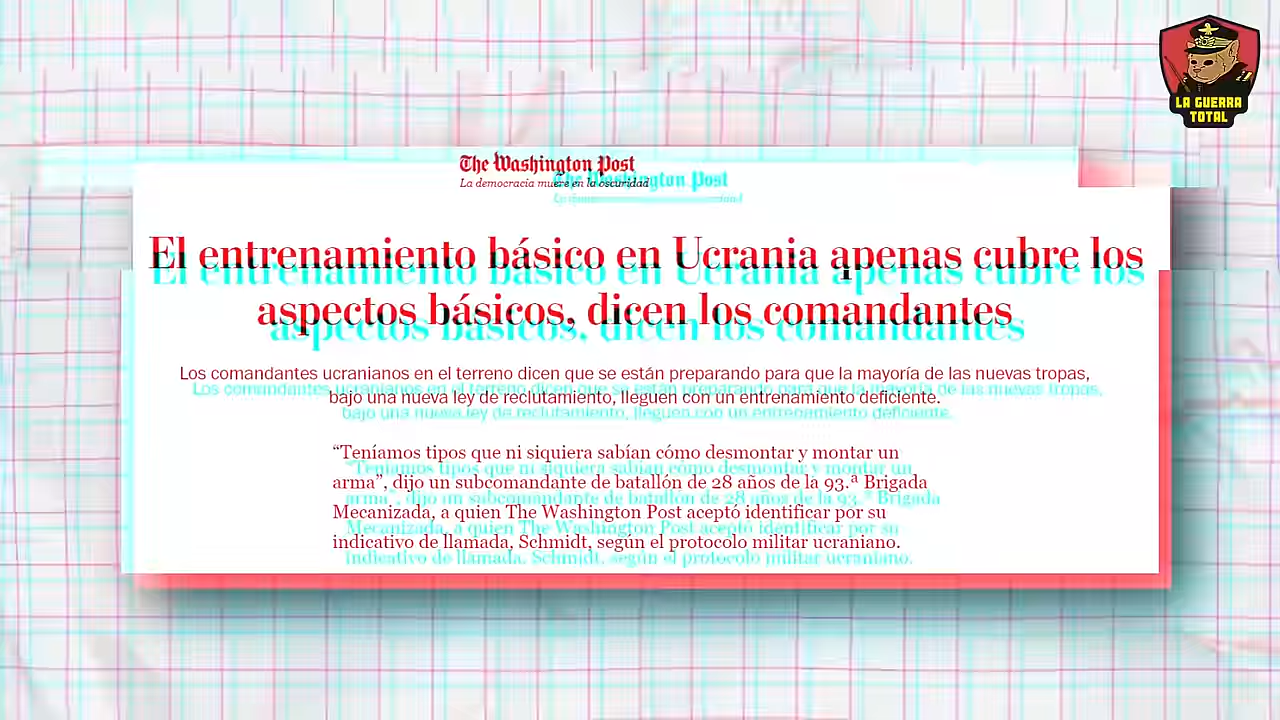 LA GUERRA
TOTAL
The Washington Post
La democracia muere en la oscuridad
El entrenamiento básico en Ucrania apenas cubre los
aspectos básicos, dicen los comandantes
Los comandantes ucranianos en el terreno dicen que se están preparando para que la mayoría de las nuevas tropas,
bajo una nueva ley de reclutamiento, lleguen con un entrenamiento deficiente.
“Teníamos tipos que ni siquiera sabían cómo desmontar y montar un
arma”, dijo un subcomandante de batallón de 28 años de la 93.ª Brigada
Mecanizada, a quien The Washington Post aceptó identificar por su
indicativo de llamada, Schmidt, según el protocolo militar ucraniano.